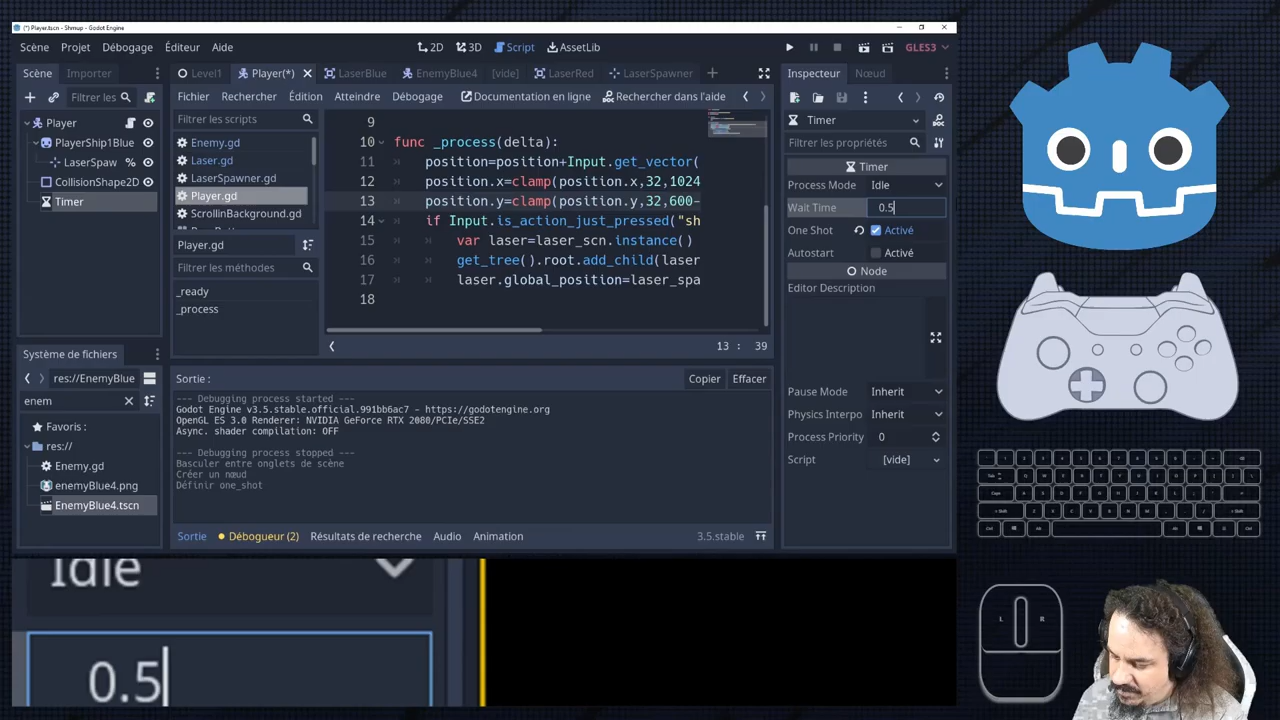 (*) Player.tscn - Shmup - Godot Engine
Scène Projet Débogage Éditeur Aide
2D 3D Script AssetLib
GLES3
Scène Importer
Level1 Player(*) LaserBlue EnemyBlue4 [vide] LaserRed LaserSpawner
Inspecteur Nœud
Filtrer les
Fichier Rechercher Édition Atteindre Débogage Documentation en ligne Rechercher dans l'aide
Player
PlayerShip1Blue
LaserSpaw
CollisionShape2D
Timer
Filtrer les scripts
Enemy.gd
Laser.gd
LaserSpawner.gd
Player.gd
ScrollinBackground.gd
Player.gd
Filtrer les méthodes
_ready
_process
9
10 func _process(delta):
11 position=position+Input.get_vector(
12 position.x=clamp(position.x,32,1024
13 position.y=clamp(position.y,32,600-
14 if Input.is_action_just_pressed("sh
15 var laser=laser_scn.instance()
16 get_tree().root.add_child(laser
17 laser.global_position=laser_spa
18
13 : 39
Timer
Filtrer les propriétés
Timer
Process Mode Idle
Wait Time 0.5
One Shot Activé
Autostart Activé
Node
Editor Description
Pause Mode Inherit
Physics Interpo Inherit
Process Priority 0
Script [vide]
Système de fichiers
res://EnemyBlue
enem
Favoris :
res://
Enemy.gd
enemyBlue4.png
EnemyBlue4.tscn
Sortie :
Copier Effacer
--- Debugging process started ---
Godot Engine v3.5.stable.official.991bb6ac7 - https://godotengine.org
OpenGL ES 3.0 Renderer: NVIDIA GeForce RTX 2080/PCIe/SSE2
Async. shader compilation: OFF
--- Debugging process stopped ---
Basculer entre onglets de scène
Créer un nœud
Définir one_shot
Sortie Débogueur (2) Résultats de recherche Audio Animation 3.5.stable
Idle
0.5
L R